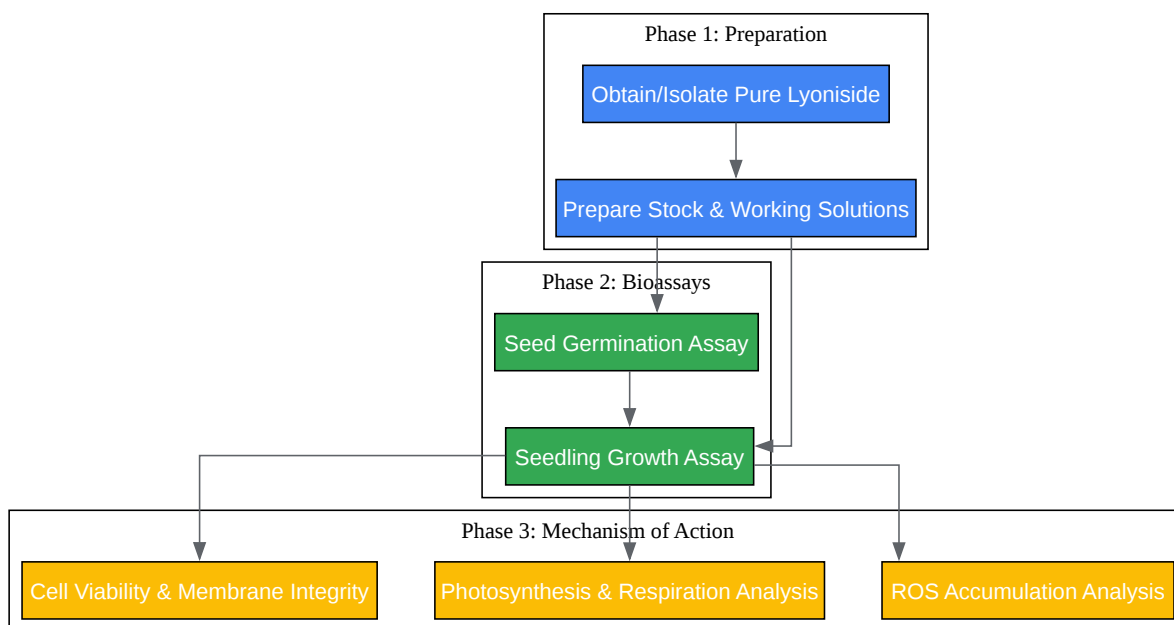 Phase 1: Preparation
Obtain/Isolate Pure Lyoniside
Prepare Stock & Working Solutions
Phase 2: Bioassays
Seed Germination Assay
Seedling Growth Assay
Phase 3: Mechanism of Action
Cell Viability & Membrane Integrity
Photosynthesis & Respiration Analysis
ROS Accumulation Analysis